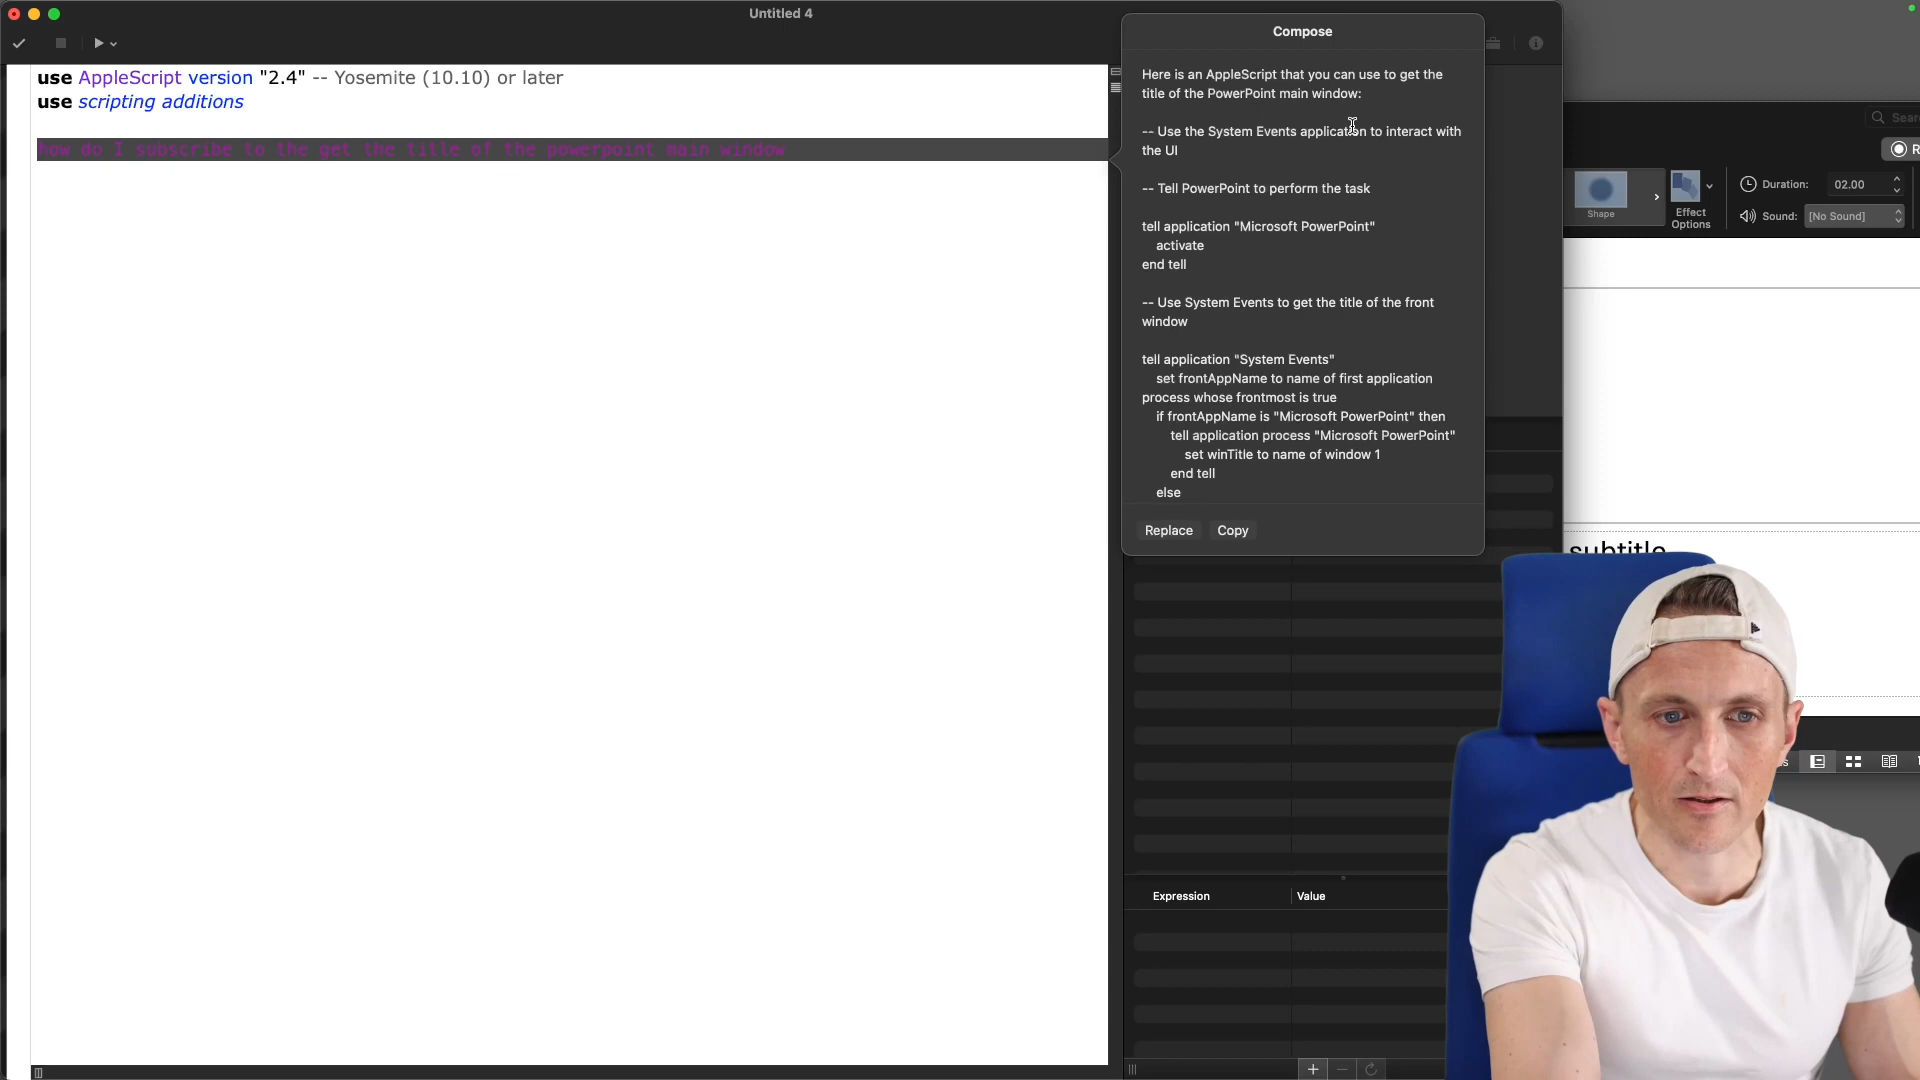 Untitled 4
use AppleScript version "2.4" -- Yosemite (10.10) or later
use scripting additions
how do I subscribe to the get the title of the powerpoint main window
Compose
Here is an AppleScript that you can use to get the
title of the PowerPoint main window:
-- Use the System Events application to interact with
the UI
-- Tell PowerPoint to perform the task
tell application "Microsoft PowerPoint"
activate
end tell
-- Use System Events to get the title of the front
window
tell application "System Events"
set frontAppName to name of first application
process whose frontmost is true
if frontAppName is "Microsoft PowerPoint" then
tell application process "Microsoft PowerPoint"
set winTitle to name of window 1
end tell
else
Replace Copy
Expression Value
Sear
R
Shape
Effect
Options
Duration: 02.00
Sound: [No Sound]
subtitle